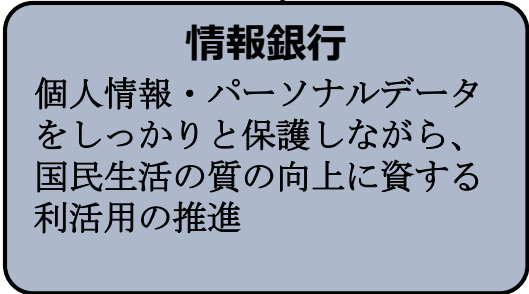 情報銀行
個人情報・パーソナルデータ
をしっかりと保護しながら、
国民生活の質の向上に資する
利活用の推進